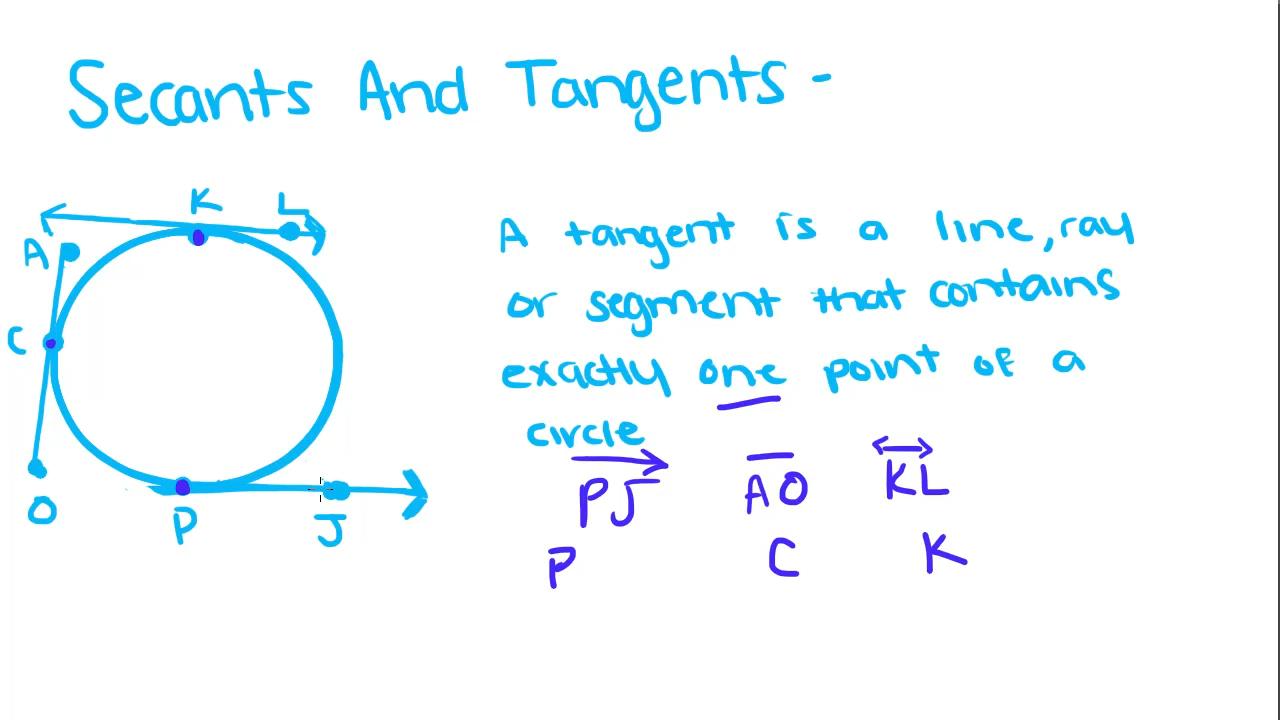 Secants And Tangents -
K
L
A
C
O
P
J
A tangent is a line, ray
or segment that contains
exactly one point of a
circle
PJ AO KL
P C K